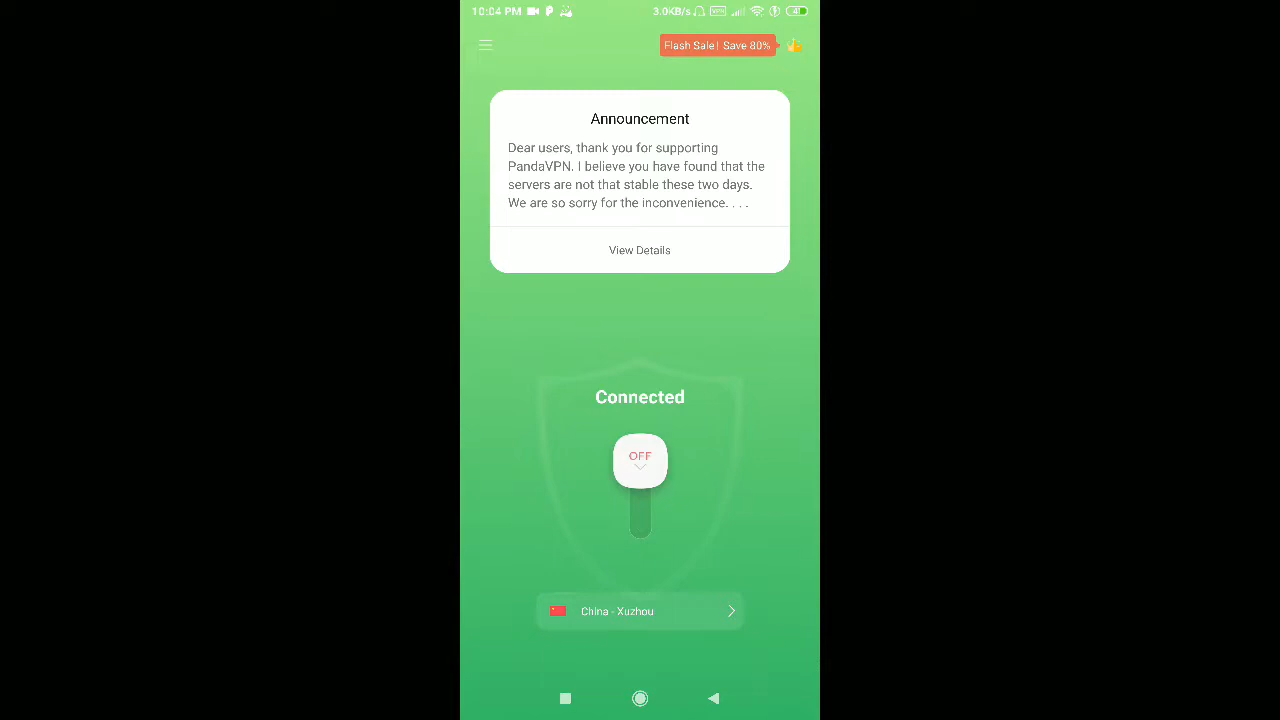 10:04 PM
3.0KB/s VPN
Flash Sale | Save 80%
Announcement
Dear users, thank you for supporting
PandaVPN. I believe you have found that the
servers are not that stable these two days.
We are so sorry for the inconvenience. . . .
View Details
Connected
OFF
China - Xuzhou